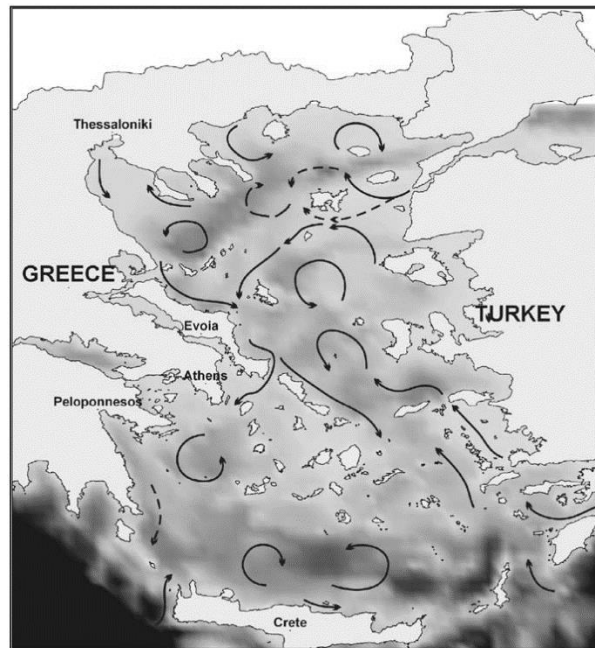 Thessaloniki
GREECE
TURKEY
Evoia
Athens
Peloponnesos
Crete